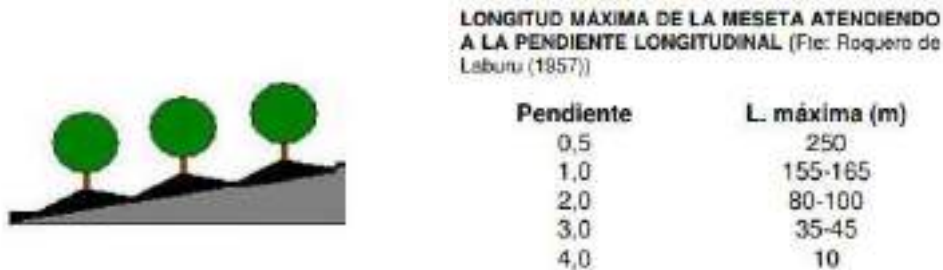 LONGITUD MÁXIMA DE LA MESETA ATENDIENDO
A LA PENDIENTE LONGITUDINAL (Fte: Roquero de
Laburu (1957))
Pendiente L. máxima (m)
0,5 250
1,0 155-165
2,0 80-100
3,0 35-45
4,0 10